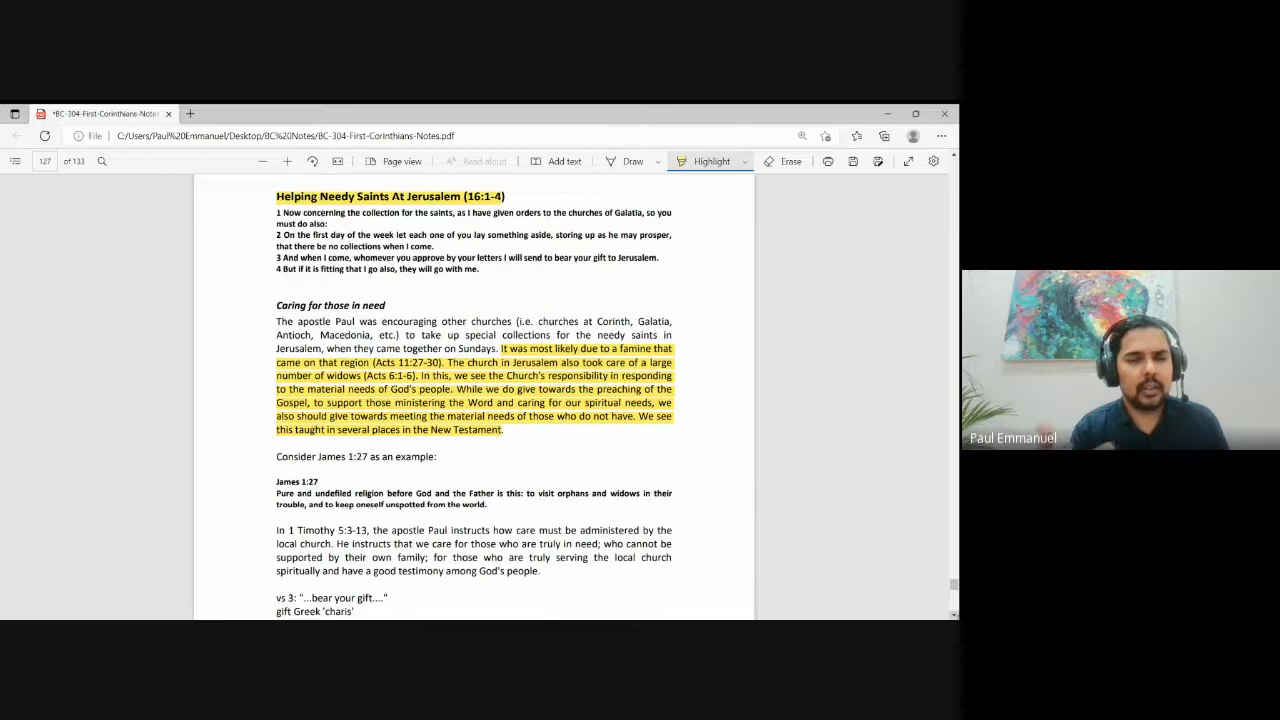 *BC-304-First-Corinthians-Notes
File C:/Users/Paul%20Emmanuel/Desktop/BC%20Notes/BC-304-First-Corinthians-Notes.pdf
127 of 133 Page view Read aloud Add text Draw Highlight Erase
Helping Needy Saints At Jerusalem (16:1-4)
1 Now concerning the collection for the saints, as I have given orders to the churches of Galatia, so you
must do also:
2 On the first day of the week let each one of you lay something aside, storing up as he may prosper,
that there be no collections when I come.
3 And when I come, whomever you approve by your letters I will send to bear your gift to Jerusalem.
4 But if it is fitting that I go also, they will go with me.
Caring for those in need
The apostle Paul was encouraging other churches (i.e. churches at Corinth, Galatia,
Antioch, Macedonia, etc.) to take up special collections for the needy saints in
Jerusalem, when they came together on Sundays. It was most likely due to a famine that
came on that region (Acts 11:27-30). The church in Jerusalem also took care of a large
number of widows (Acts 6:1-6). In this, we see the Church's responsibility in responding
to the material needs of God's people. While we do give towards the preaching of the
Gospel, to support those ministering the Word and caring for our spiritual needs, we
also should give towards meeting the material needs of those who do not have. We see
this taught in several places in the New Testament.
Consider James 1:27 as an example:
James 1:27
Pure and undefiled religion before God and the Father is this: to visit orphans and widows in their
trouble, and to keep oneself unspotted from the world.
In 1 Timothy 5:3-13, the apostle Paul instructs how care must be administered by the
local church. He instructs that we care for those who are truly in need; who cannot be
supported by their own family; for those who are truly serving the local church
spiritually and have a good testimony among God's people.
vs 3: "...bear your gift...."
gift Greek 'charis'
Paul Emmanuel